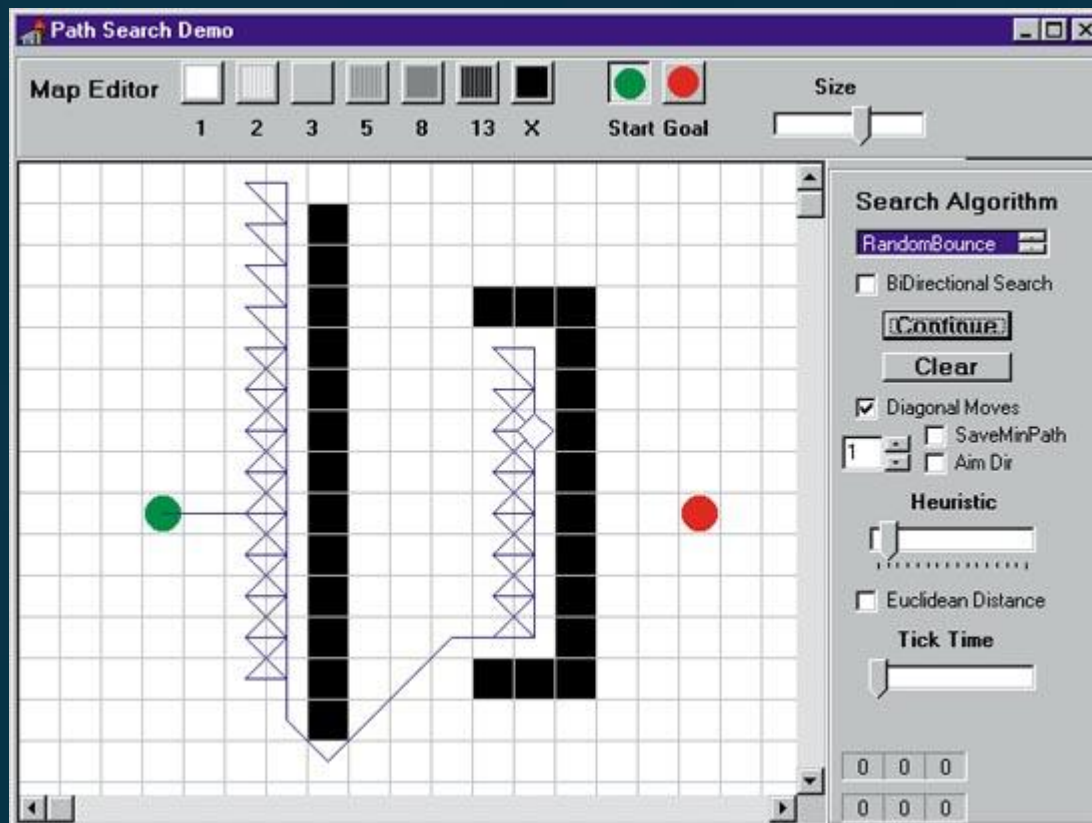 Path Search Demo
Map Editor
1 2 3 5 8 13 X
Start Goal
Size
Search Algorithm
RandomBounce
BiDirectional Search
Continue
Clear
Diagonal Moves
1
SaveMinPath
Aim Dir
Heuristic
Euclidean Distance
Tick Time
0 0 0
0 0 0